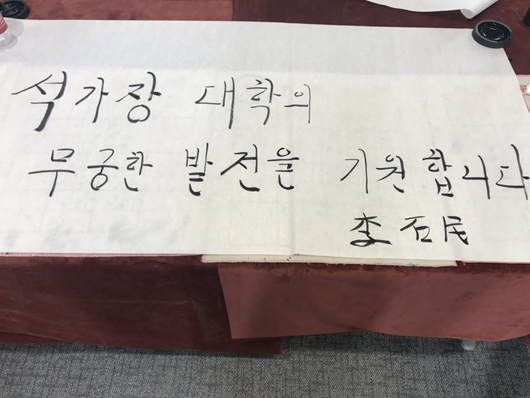 석가장 대학의
무궁한 발전을 기원합니다
李石民